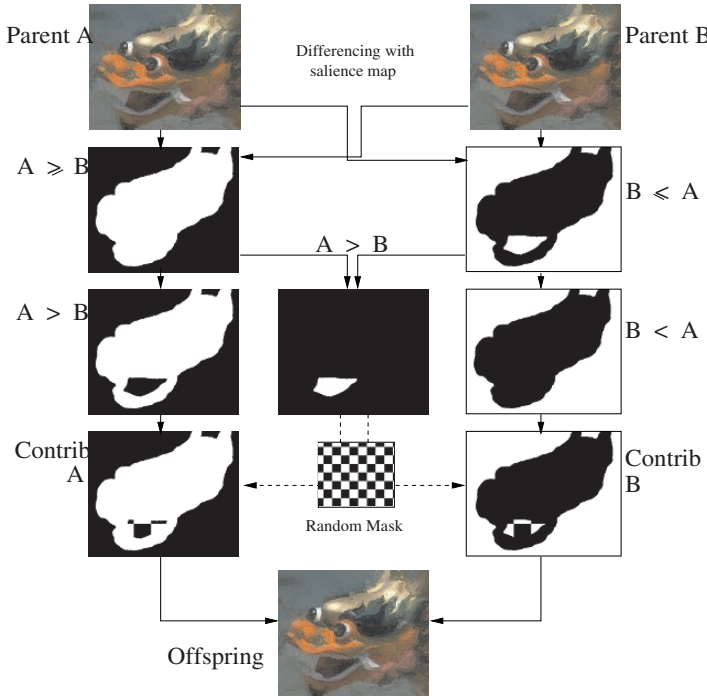 Parent A
Differencing with
salience map
Parent B
A ⩾ B
B ⩽ A
A > B
A > B
B < A
Contrib
A
Contrib
B
Random Mask
Offspring